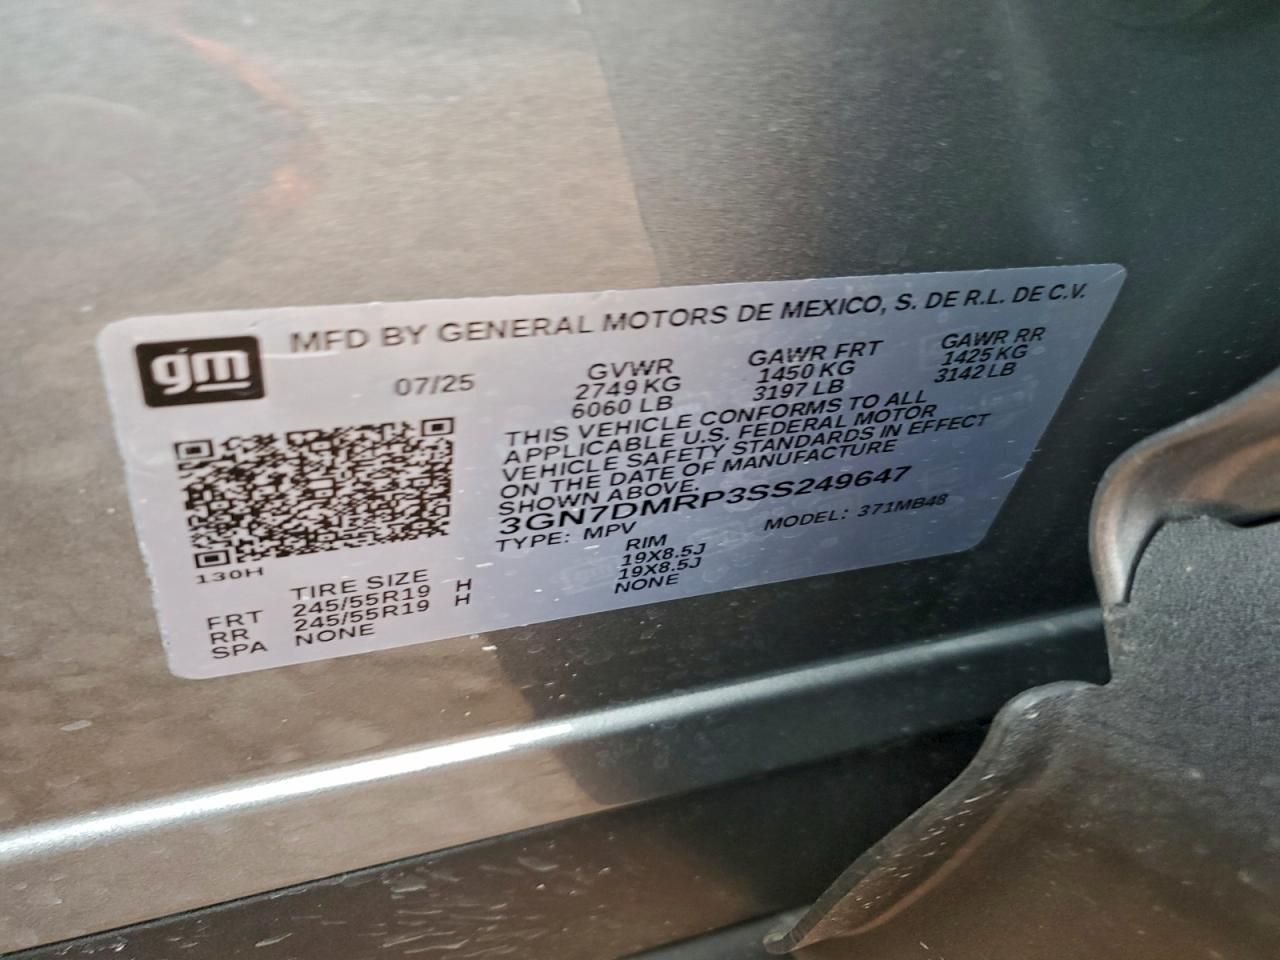 gm
MFD BY GENERAL MOTORS DE MEXICO, S. DE R.L. DE C.V.
07/25
GVWR GAWR FRT GAWR RR
2749 KG 1450 KG 1425 KG
6060 LB 3197 LB 3142 LB
THIS VEHICLE CONFORMS TO ALL
APPLICABLE U.S. FEDERAL MOTOR
VEHICLE SAFETY STANDARDS IN EFFECT
ON THE DATE OF MANUFACTURE
SHOWN ABOVE.
3GN7DMRP3SS249647
TYPE: MPV MODEL: 371MB48
130H
TIRE SIZE RIM
FRT 245/55R19 H 19X8.5J
RR 245/55R19 H 19X8.5J
SPA NONE NONE